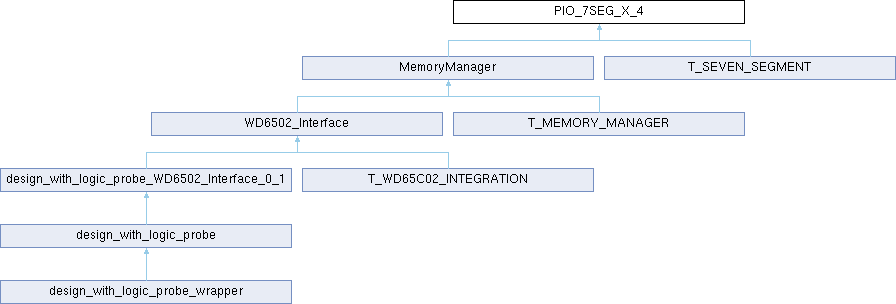 PIO_7SEG_X_4
MemoryManager
T_SEVEN_SEGMENT
WD6502_Interface
T_MEMORY_MANAGER
design_with_logic_probe_WD6502_Interface_0_1
T_WD65C02_INTEGRATION
design_with_logic_probe
design_with_logic_probe_wrapper